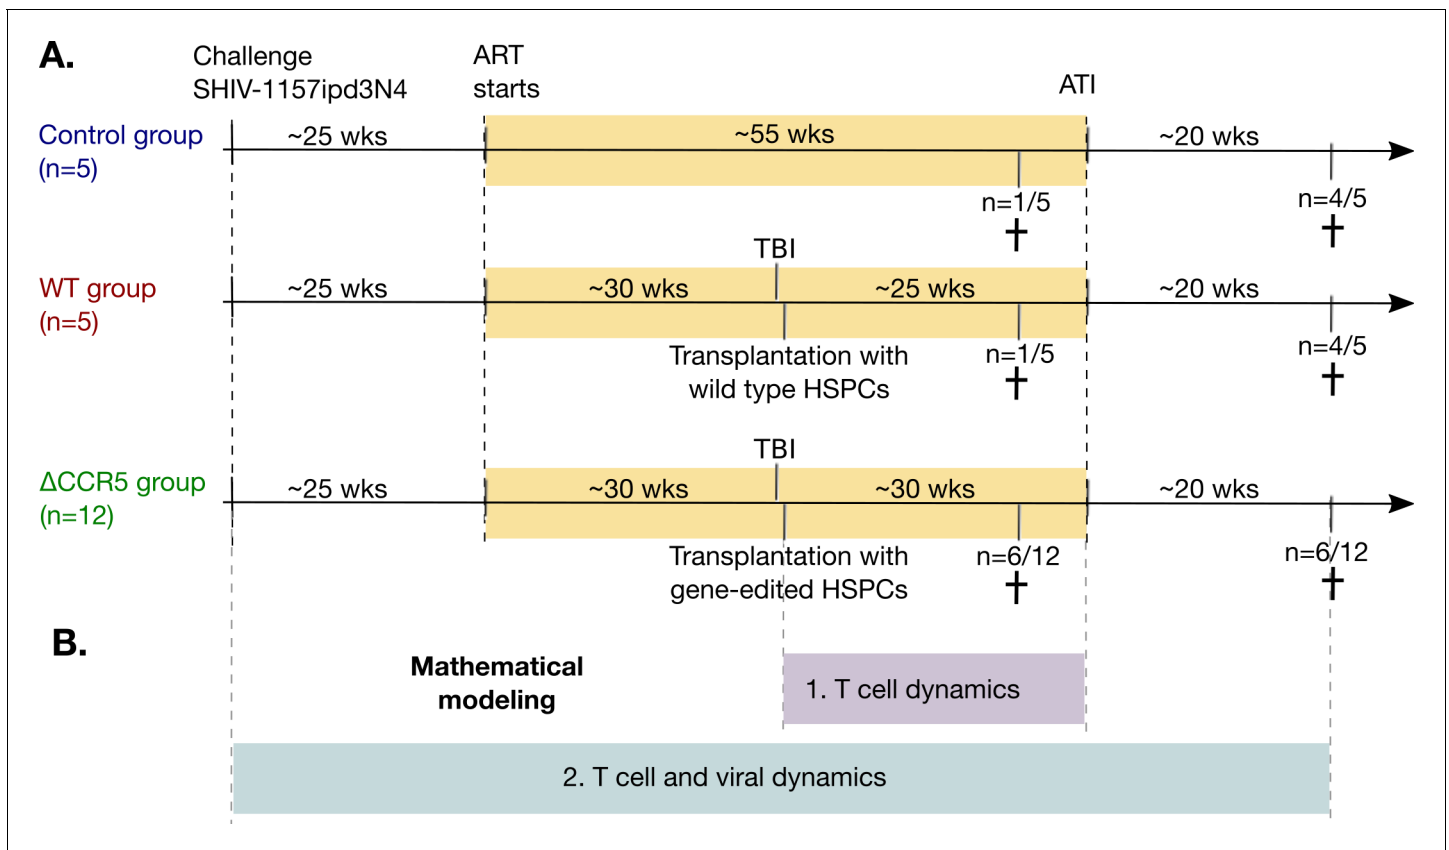 A.
Challenge
SHIV-1157ipd3N4
ART
starts
ATI
Control group
(n=5)
~25 wks
~55 wks
~20 wks
n=1/5
n=4/5
TBI
WT group
(n=5)
~25 wks
~30 wks
~25 wks
~20 wks
Transplantation with
wild type HSPCs
n=1/5
n=4/5
TBI
ΔCCR5 group
(n=12)
~25 wks
~30 wks
~30 wks
~20 wks
Transplantation with
gene-edited HSPCs
n=6/12
n=6/12
B.
Mathematical
modeling
1. T cell dynamics
2. T cell and viral dynamics